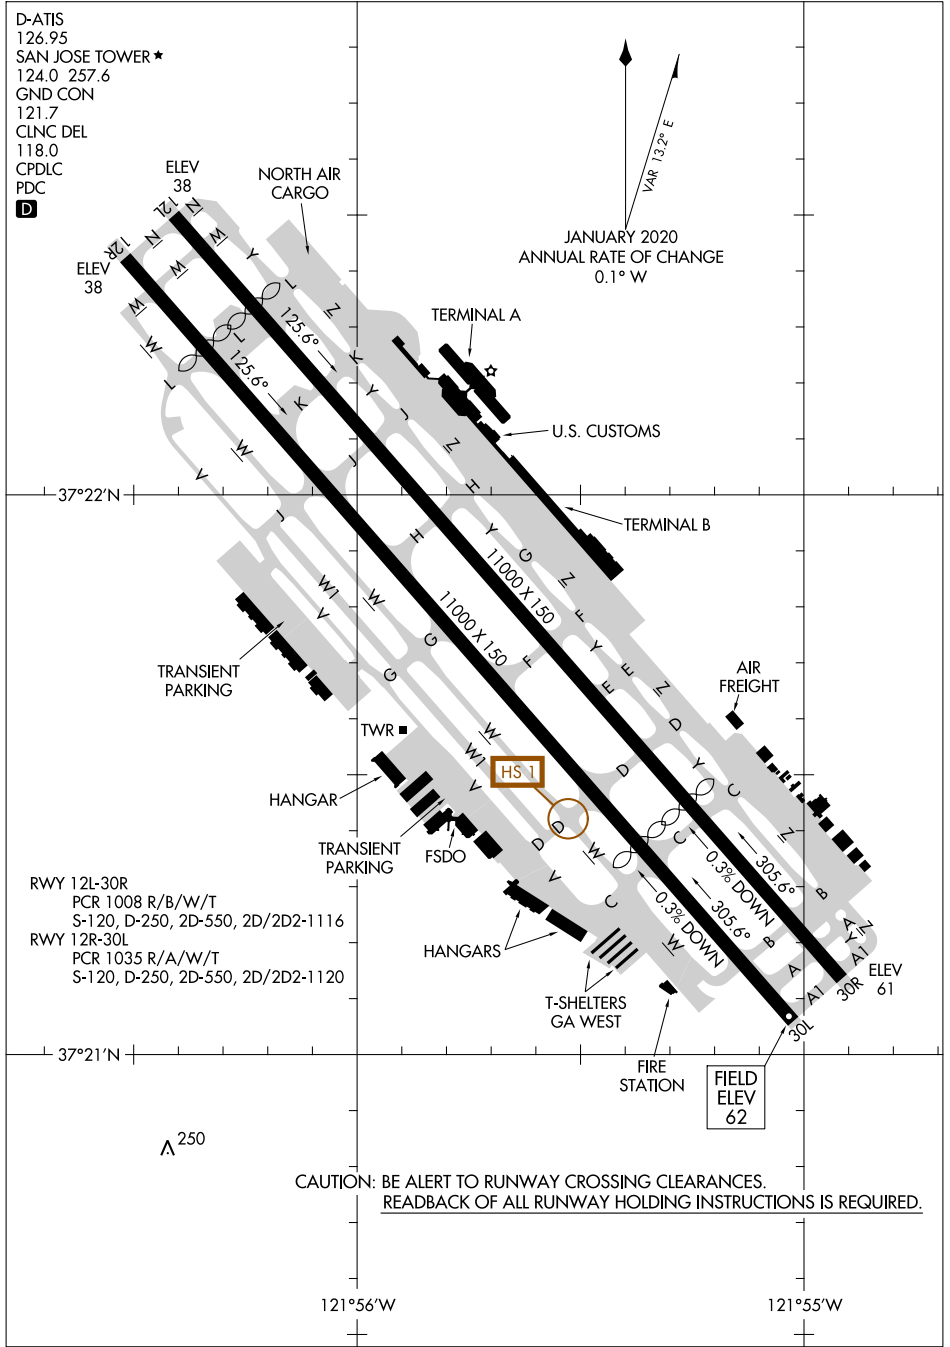 D-ATIS
126.95
SAN JOSE TOWER ★
124.0 257.6
GND CON
121.7
CLNC DEL
118.0
CPDLC
PDC
D
ELEV
38
NORTH AIR
CARGO
VAR 13.2° E
JANUARY 2020
ANNUAL RATE OF CHANGE
0.1° W
12L
N
N
W
W
Y
12R
ELEV
38
W
W
L
Z
TERMINAL A
125.6°
125.6°
L
L
K
K
Y
J
Z
U.S. CUSTOMS
W
V
J
J
H
H
37°22'N
TERMINAL B
Y
G
Z
11000 X 150
11000 X 150
W1
W
V
G
G
F
F
Y
E
E
Z
D
TRANSIENT
PARKING
AIR
FREIGHT
TWR
W
W1
V
HS 1
D
Y
C
HANGAR
TRANSIENT
PARKING
FSDO
D
D
W
V
C
C
Z
305.6°
0.3% DOWN
305.6°
0.3% DOWN
B
B
RWY 12L-30R
PCR 1008 R/B/W/T
S-120, D-250, 2D-550, 2D/2D2-1116
RWY 12R-30L
PCR 1035 R/A/W/T
S-120, D-250, 2D-550, 2D/2D2-1120
HANGARS
W
A
Z
Y
A1
A
A1
30R
ELEV
61
T-SHELTERS
GA WEST
30L
37°21'N
FIRE
STATION
FIELD
ELEV
62
250
CAUTION: BE ALERT TO RUNWAY CROSSING CLEARANCES.
READBACK OF ALL RUNWAY HOLDING INSTRUCTIONS IS REQUIRED.
121°56'W
121°55'W